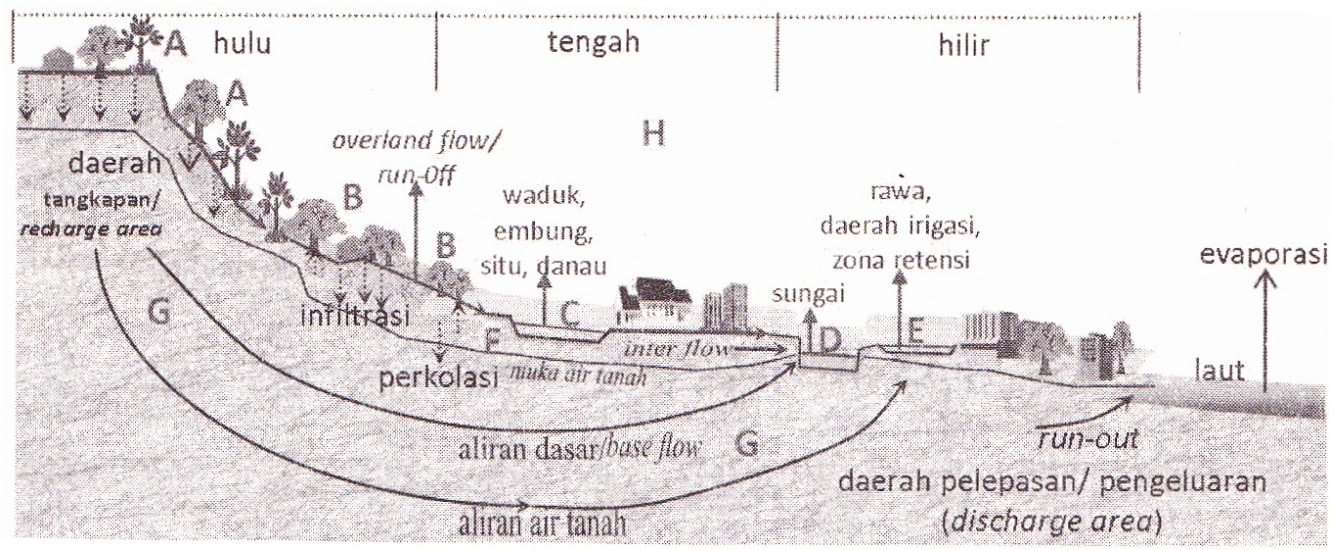 hulu
tengah
hilir
A
A
H
overland flow/
run-Off
daerah
tangkapan/
recharge area
B
B
waduk,
embung,
situ, danau
rawa,
daerah irigasi,
zona retensi
evaporasi
sungai
G
infiltrasi
C
D
E
F
inter flow
perkolasi
muka air tanah
laut
aliran dasar/base flow
G
run-out
daerah pelepasan/ pengeluaran
(discharge area)
aliran air tanah